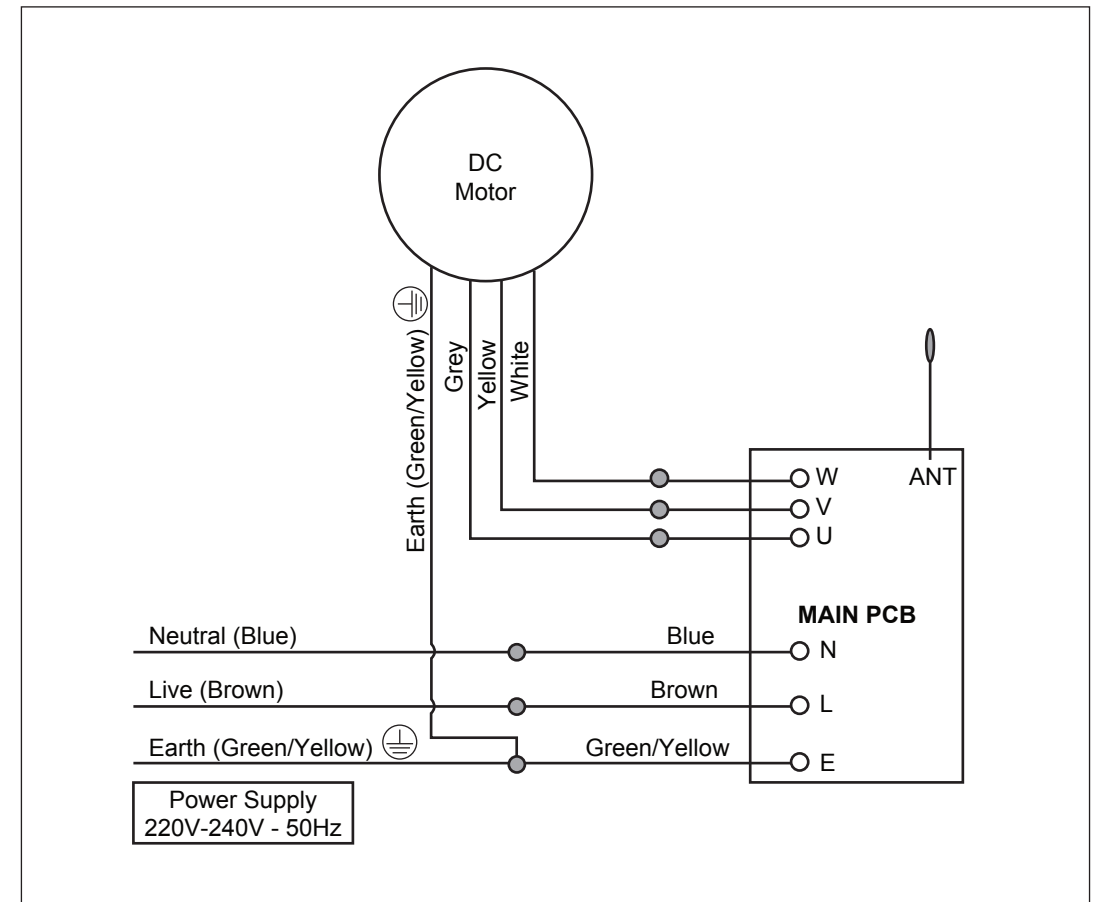 DC
Motor
Earth (Green/Yellow)
Grey
Yellow
White
ANT
W
V
U
MAIN PCB
Neutral (Blue)
Blue
N
Live (Brown)
Brown
L
Earth (Green/Yellow)
Green/Yellow
E
Power Supply
220V-240V - 50Hz